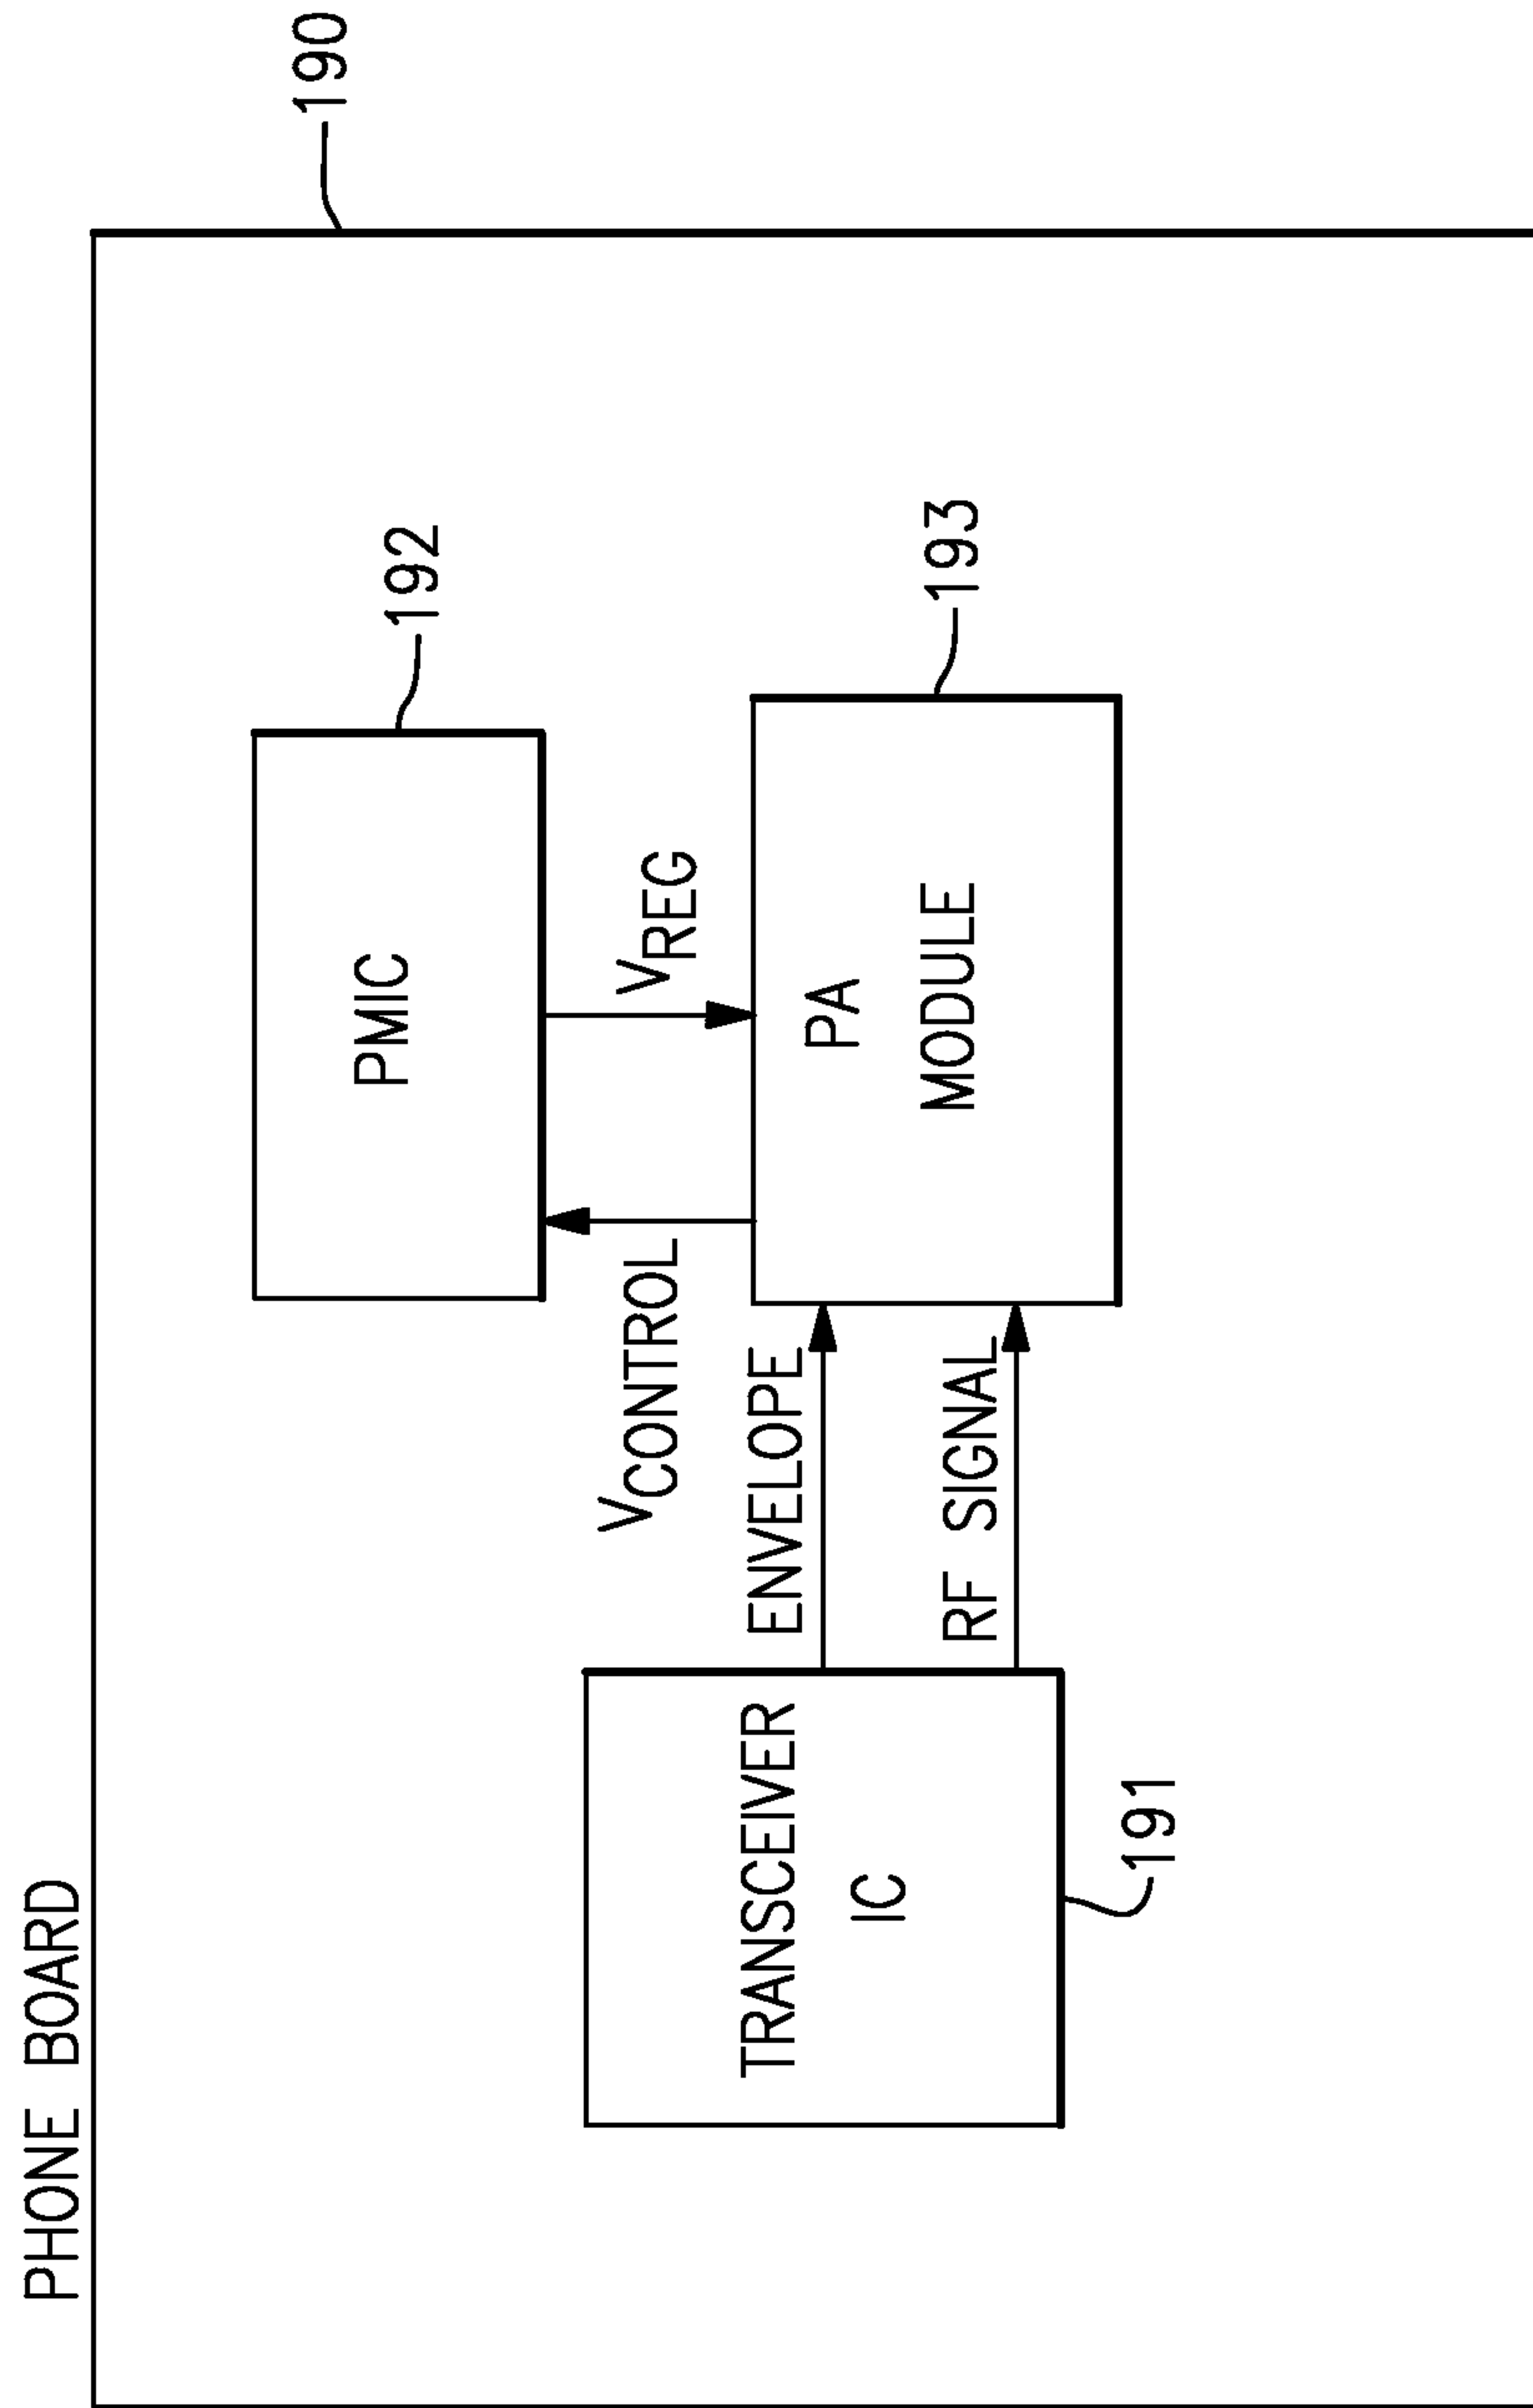 PHONE BOARD
190
PMIC
192
VCONTROL
VREG
TRANSCEIVER
IC
191
ENVELOPE
RF SIGNAL
PA
MODULE
193